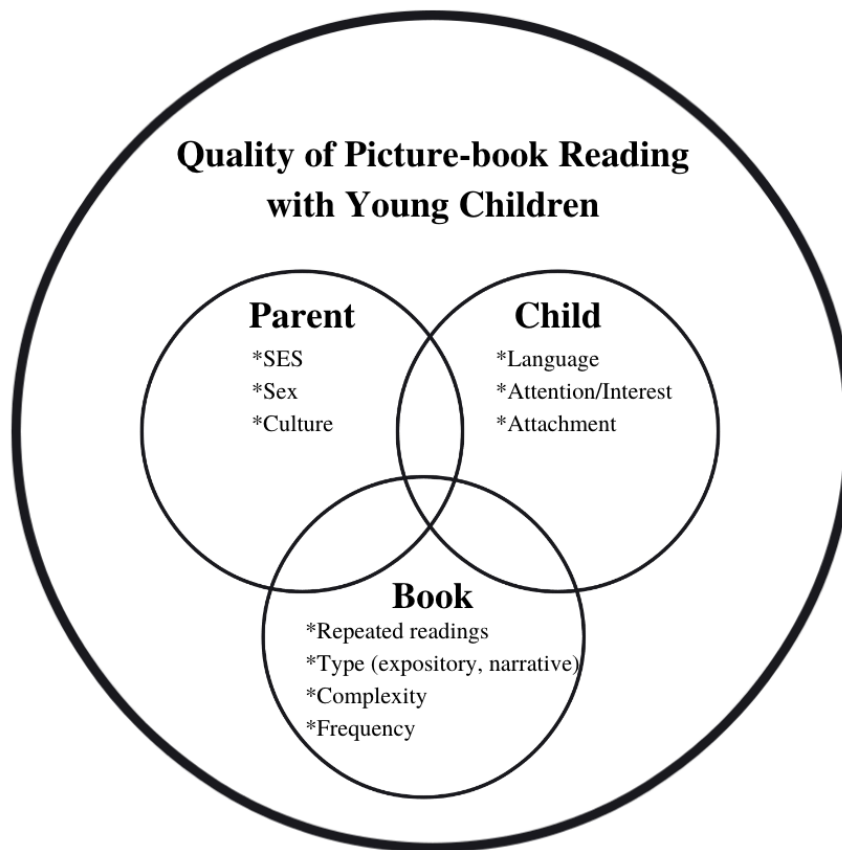 Quality of Picture-book Reading
with Young Children
Parent
*SES
*Sex
*Culture
Child
*Language
*Attention/Interest
*Attachment
Book
*Repeated readings
*Type (expository, narrative)
*Complexity
*Frequency